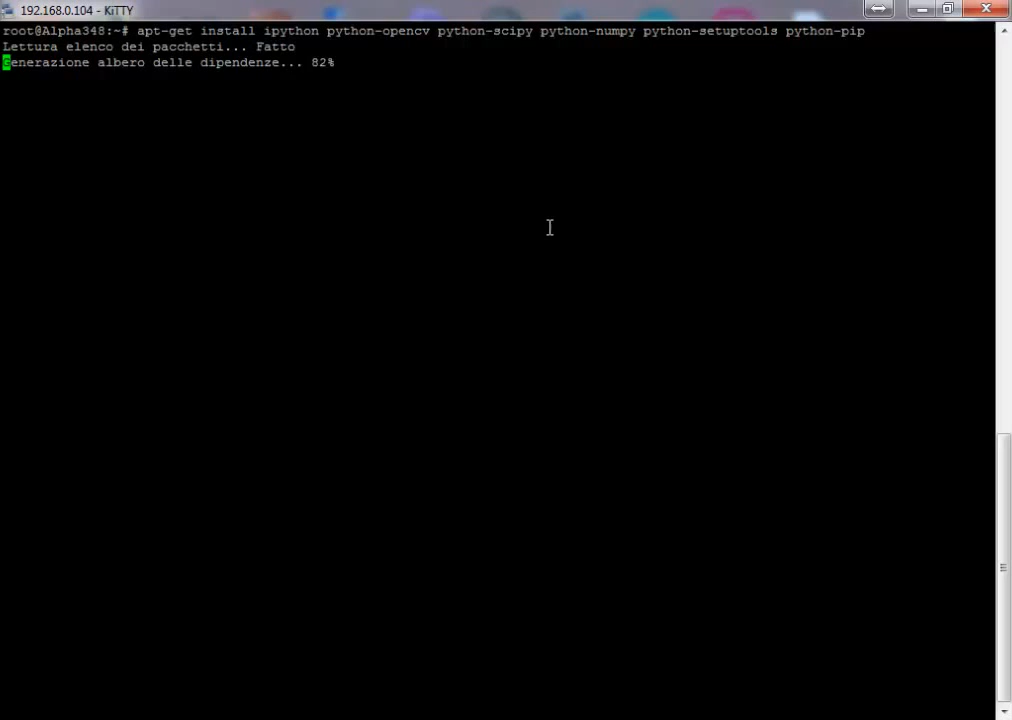 192.168.0.104 - KiTTY
root@Alpha348:~# apt-get install ipython python-opencv python-scipy python-numpy python-setuptools python-pip
Lettura elenco dei pacchetti... Fatto
Generazione albero delle dipendenze... 82%